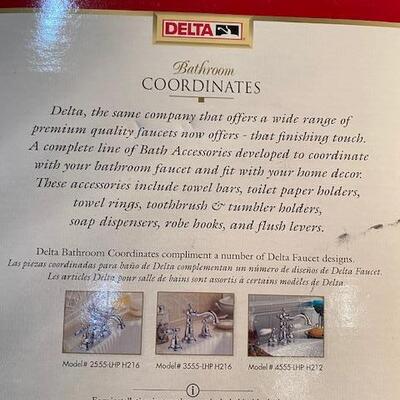 DELTA
Bathroom
COORDINATES
Delta, the same company that offers a wide range of
premium quality faucets now offers - that finishing touch.
A complete line of Bath Accessories developed to coordinate
with your bathroom faucet and fit with your home decor.
These accessories include towel bars, toilet paper holders,
towel rings, toothbrush & tumbler holders,
soap dispensers, robe hooks, and flush levers.
Delta Bathroom Coordinates compliment a number of Delta Faucet designs.
Las piezas coordinadas para baño de Delta complementan un número de diseños de Delta Faucet.
Les articles Delta pour salle de bains sont assortis à certains modèles de Delta.
Model# 2555-LHP H216 Model# 3555-LHP H216 Model# 4555-LHP H212